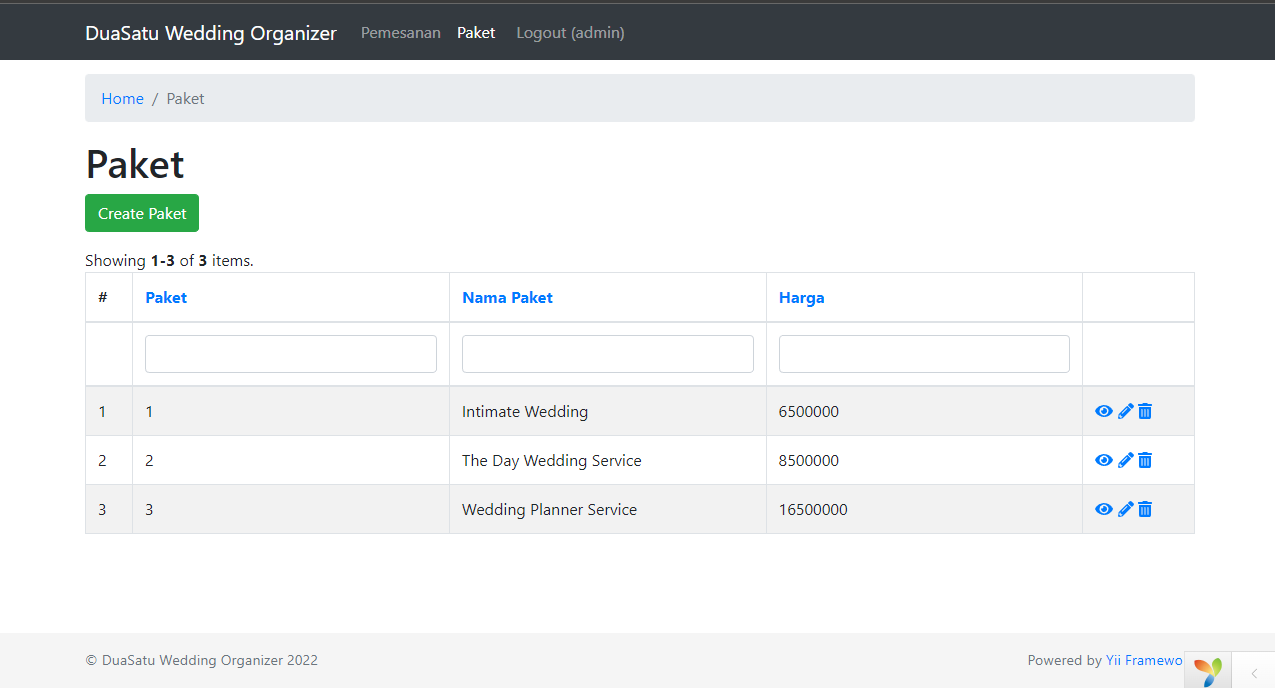 DuaSatu Wedding Organizer Pemesanan Paket Logout (admin)
Home / Paket
Paket
Create Paket
Showing 1-3 of 3 items.
# Paket Nama Paket Harga
1 1 Intimate Wedding 6500000
2 2 The Day Wedding Service 8500000
3 3 Wedding Planner Service 16500000
© DuaSatu Wedding Organizer 2022 Powered by Yii Framewo